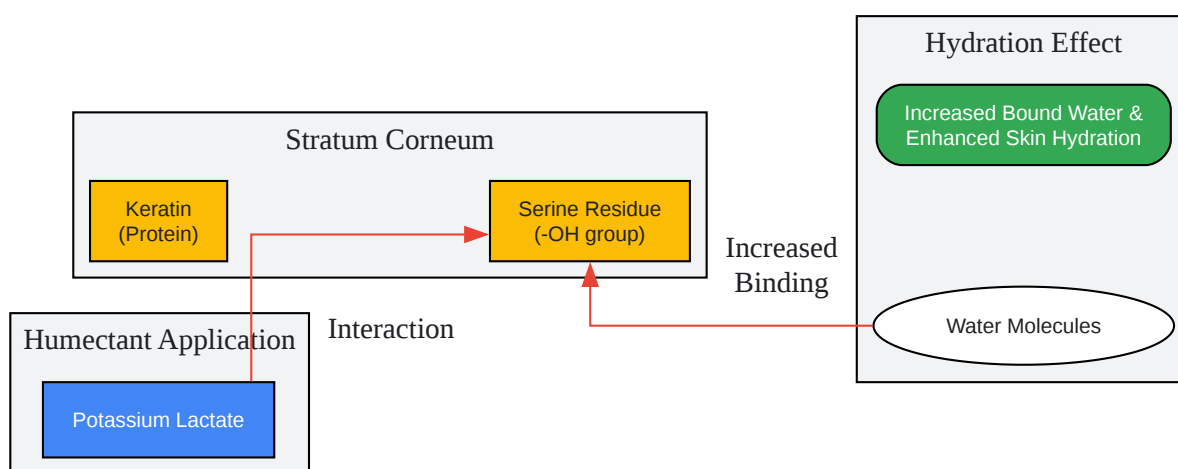 Hydration Effect
Increased Bound Water &
Enhanced Skin Hydration
Stratum Corneum
Keratin
(Protein)
Serine Residue
(-OH group)
Increased
Binding
Water Molecules
Interaction
Humectant Application
Potassium Lactate